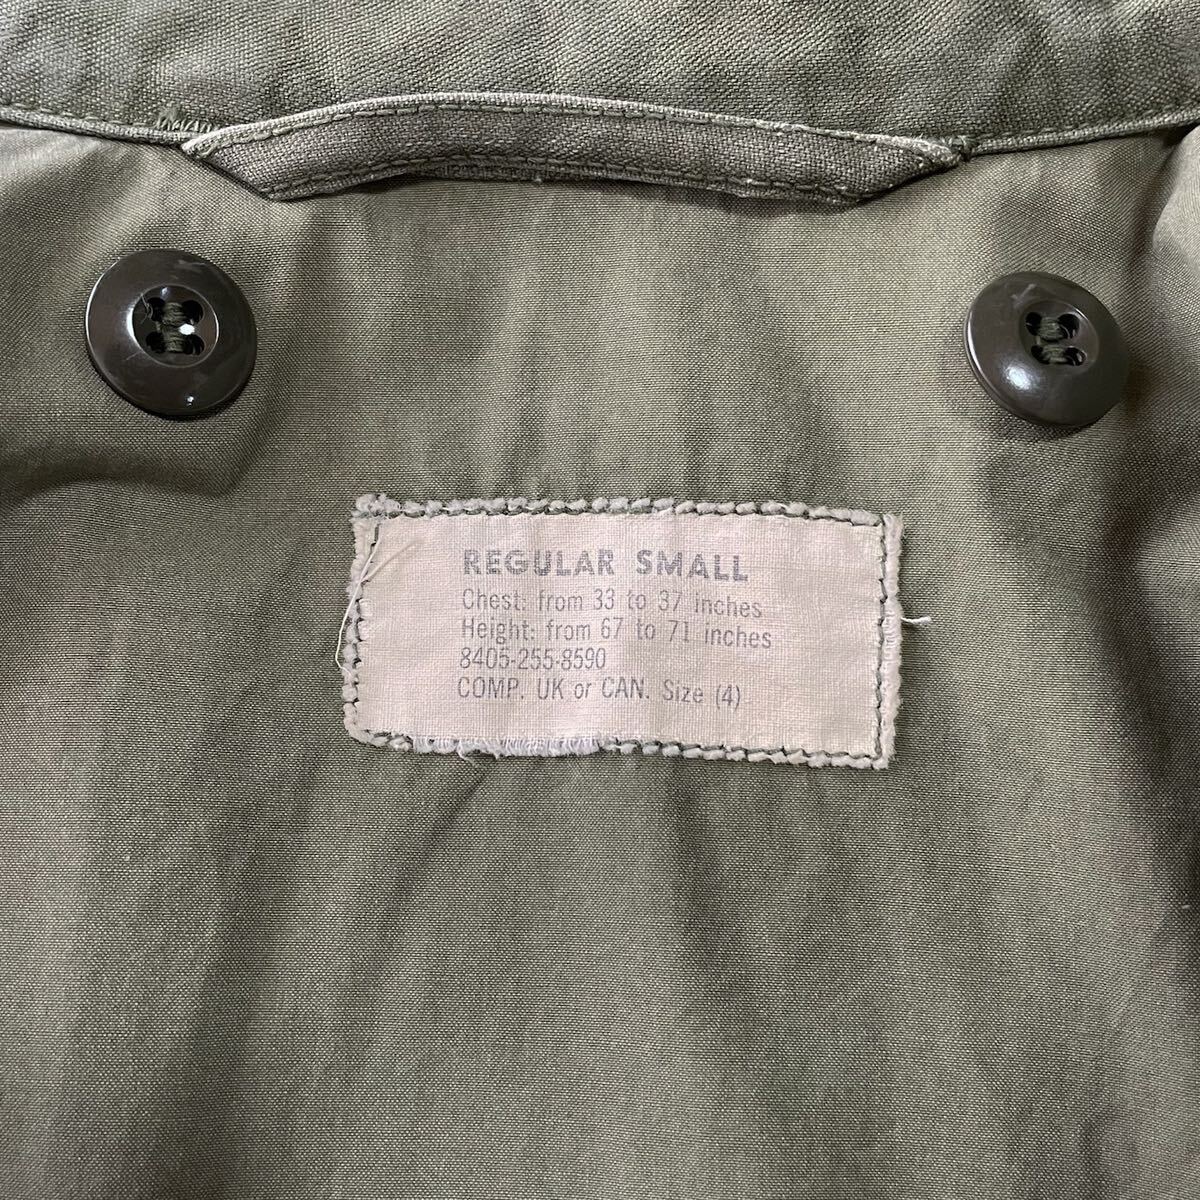 REGULAR SMALL
Chest: from 33 to 37 inches
Height: from 67 to 71 inches
8405-255-8590
COMP. UK or CAN. Size (4)